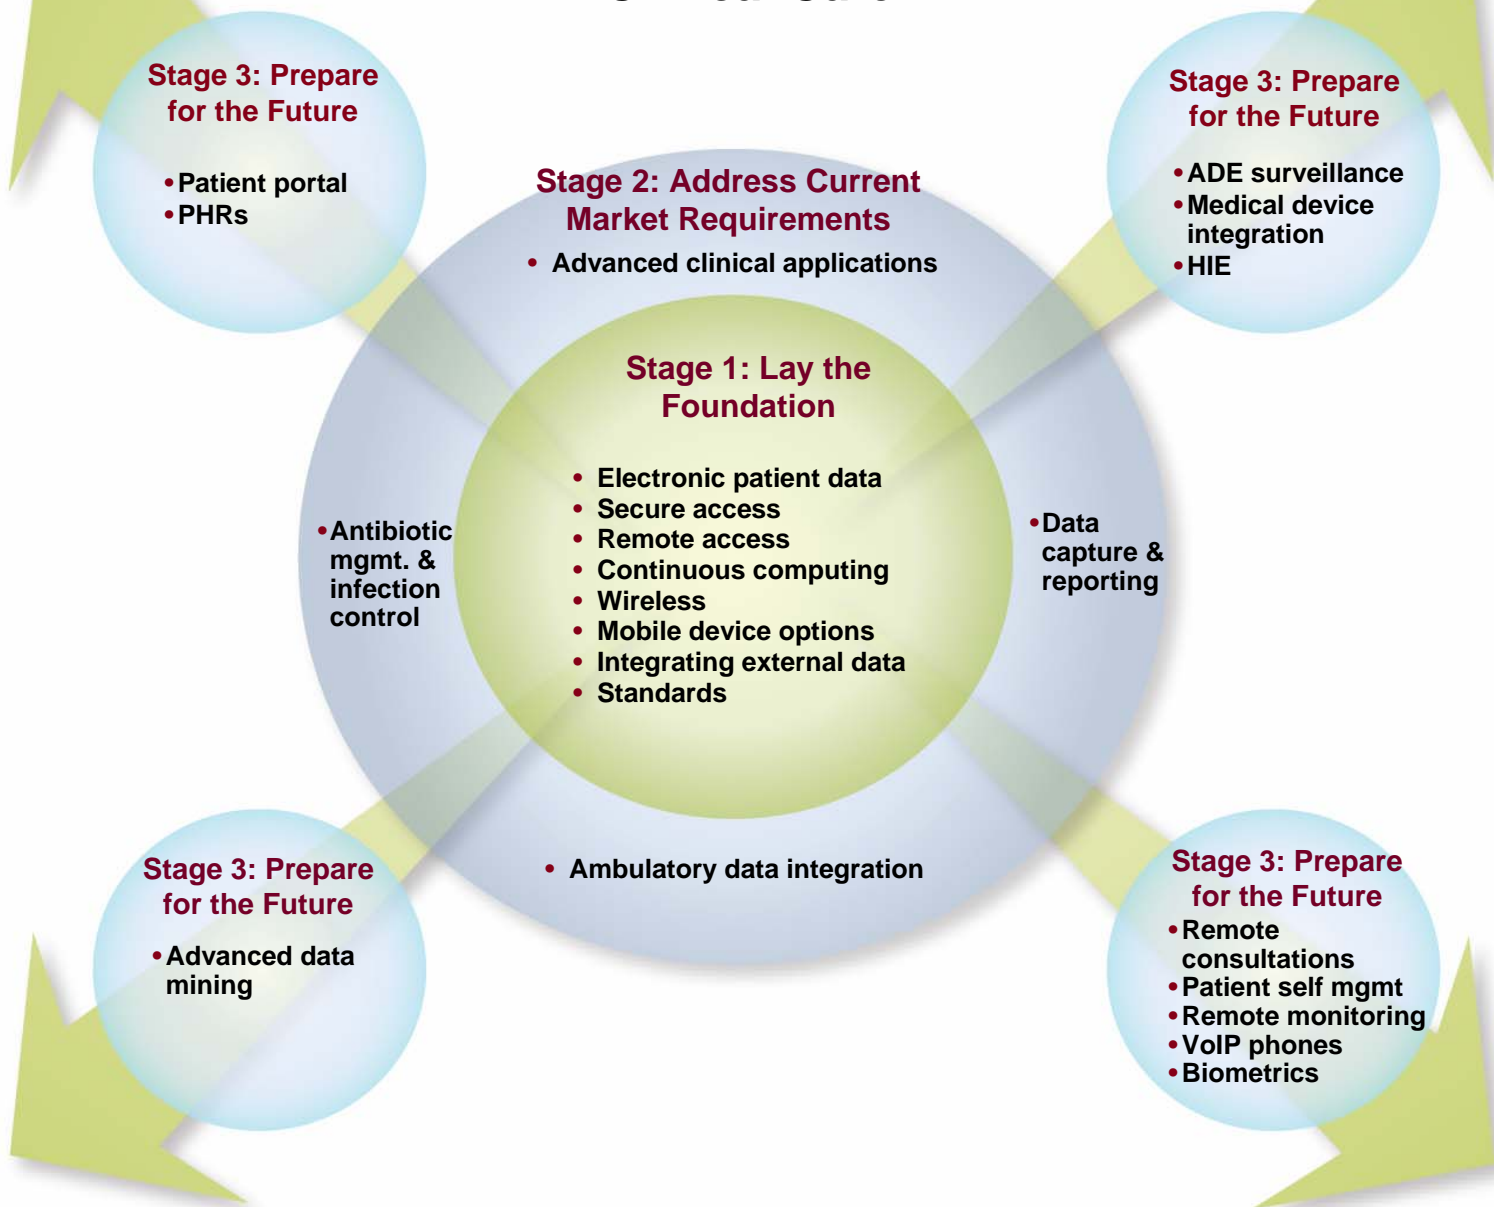 Stage 3: Prepare
for the Future
•Patient portal
•PHRs
Stage 3: Prepare
for the Future
•ADE surveillance
•Medical device
integration
•HIE
Stage 2: Address Current
Market Requirements
• Advanced clinical applications
Stage 1: Lay the
Foundation
• Electronic patient data
• Secure access
• Remote access
• Continuous computing
• Wireless
• Mobile device options
• Integrating external data
• Standards
•Antibiotic
mgmt. &
infection
control
•Data
capture &
reporting
• Ambulatory data integration
Stage 3: Prepare
for the Future
•Advanced data
mining
Stage 3: Prepare
for the Future
•Remote
consultations
•Patient self mgmt
•Remote monitoring
•VoIP phones
•Biometrics